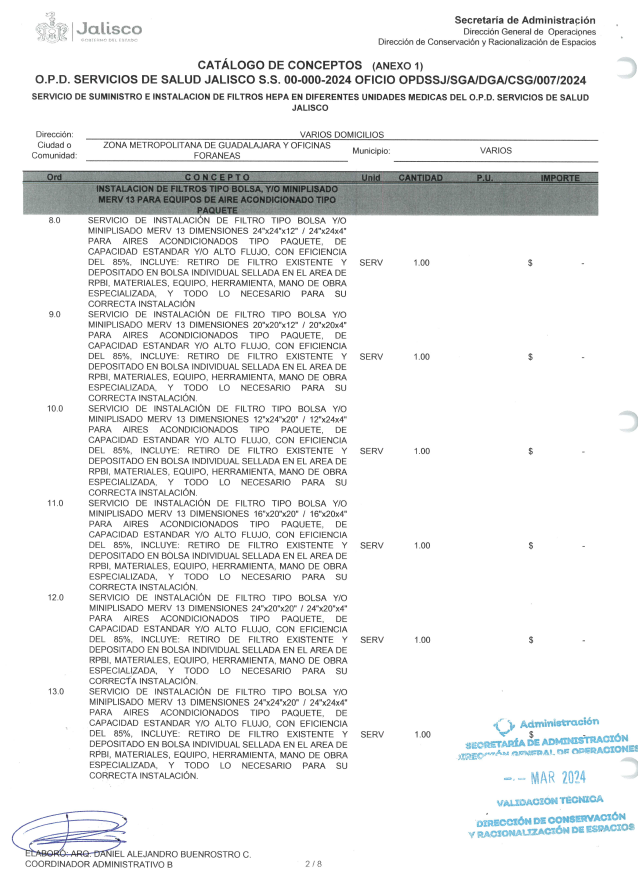 Jalisco
GOBIERNO DEL ESTADO
Secretaría de Administración
Dirección General de Operaciones
Dirección de Conservación y Racionalización de Espacios
CATÁLOGO DE CONCEPTOS (ANEXO 1)
O.P.D. SERVICIOS DE SALUD JALISCO S.S. 00-000-2024 OFICIO OPDSSJ/SGA/DGA/CSG/007/2024
SERVICIO DE SUMINISTRO E INSTALACION DE FILTROS HEPA EN DIFERENTES UNIDADES MEDICAS DEL O.P.D. SERVICIOS DE SALUD
JALISCO
Dirección: VARIOS DOMICILIOS
Ciudad o Comunidad: ZONA METROPOLITANA DE GUADALAJARA Y OFICINAS FORANEAS Municipio: VARIOS
Ord CONCEPTO Unid CANTIDAD P.U. IMPORTE
INSTALACION DE FILTROS TIPO BOLSA, Y/O MINIPLISADO
MERV 13 PARA EQUIPOS DE AIRE ACONDICIONADO TIPO
PAQUETE
8.0 SERVICIO DE INSTALACIÓN DE FILTRO TIPO BOLSA Y/O
MINIPLISADO MERV 13 DIMENSIONES 24"x24"x12" / 24"x24x4"
PARA AIRES ACONDICIONADOS TIPO PAQUETE, DE
CAPACIDAD ESTANDAR Y/O ALTO FLUJO, CON EFICIENCIA
DEL 85%, INCLUYE: RETIRO DE FILTRO EXISTENTE Y SERV 1.00 $ -
DEPOSITADO EN BOLSA INDIVIDUAL SELLADA EN EL AREA DE
RPBI, MATERIALES, EQUIPO, HERRAMIENTA, MANO DE OBRA
ESPECIALIZADA, Y TODO LO NECESARIO PARA SU
CORRECTA INSTALACIÓN
9.0 SERVICIO DE INSTALACIÓN DE FILTRO TIPO BOLSA Y/O
MINIPLISADO MERV 13 DIMENSIONES 20"x20"x12" / 20"x20x4"
PARA AIRES ACONDICIONADOS TIPO PAQUETE, DE
CAPACIDAD ESTANDAR Y/O ALTO FLUJO, CON EFICIENCIA
DEL 85%, INCLUYE: RETIRO DE FILTRO EXISTENTE Y SERV 1.00 $ -
DEPOSITADO EN BOLSA INDIVIDUAL SELLADA EN EL AREA DE
RPBI, MATERIALES, EQUIPO, HERRAMIENTA, MANO DE OBRA
ESPECIALIZADA, Y TODO LO NECESARIO PARA SU
CORRECTA INSTALACIÓN.
10.0 SERVICIO DE INSTALACIÓN DE FILTRO TIPO BOLSA Y/O
MINIPLISADO MERV 13 DIMENSIONES 12"x24"x20" / 12"x24x4"
PARA AIRES ACONDICIONADOS TIPO PAQUETE, DE
CAPACIDAD ESTANDAR Y/O ALTO FLUJO, CON EFICIENCIA
DEL 85%, INCLUYE: RETIRO DE FILTRO EXISTENTE Y SERV 1.00 $ -
DEPOSITADO EN BOLSA INDIVIDUAL SELLADA EN EL AREA DE
RPBI, MATERIALES, EQUIPO, HERRAMIENTA, MANO DE OBRA
ESPECIALIZADA, Y TODO LO NECESARIO PARA SU
CORRECTA INSTALACIÓN.
11.0 SERVICIO DE INSTALACIÓN DE FILTRO TIPO BOLSA Y/O
MINIPLISADO MERV 13 DIMENSIONES 16"x20"x20" / 16"x20x4"
PARA AIRES ACONDICIONADOS TIPO PAQUETE, DE
CAPACIDAD ESTANDAR Y/O ALTO FLUJO, CON EFICIENCIA
DEL 85%, INCLUYE: RETIRO DE FILTRO EXISTENTE Y SERV 1.00 $ -
DEPOSITADO EN BOLSA INDIVIDUAL SELLADA EN EL AREA DE
RPBI, MATERIALES, EQUIPO, HERRAMIENTA, MANO DE OBRA
ESPECIALIZADA, Y TODO LO NECESARIO PARA SU
CORRECTA INSTALACIÓN.
12.0 SERVICIO DE INSTALACIÓN DE FILTRO TIPO BOLSA Y/O
MINIPLISADO MERV 13 DIMENSIONES 24"x20"x20" / 24"x20x4"
PARA AIRES ACONDICIONADOS TIPO PAQUETE, DE
CAPACIDAD ESTANDAR Y/O ALTO FLUJO, CON EFICIENCIA
DEL 85%, INCLUYE: RETIRO DE FILTRO EXISTENTE Y SERV 1.00 $ -
DEPOSITADO EN BOLSA INDIVIDUAL SELLADA EN EL AREA DE
RPBI, MATERIALES, EQUIPO, HERRAMIENTA, MANO DE OBRA
ESPECIALIZADA, Y TODO LO NECESARIO PARA SU
CORRECTA INSTALACIÓN.
13.0 SERVICIO DE INSTALACIÓN DE FILTRO TIPO BOLSA Y/O
MINIPLISADO MERV 13 DIMENSIONES 24"x24"x20" / 24"x24x4"
PARA AIRES ACONDICIONADOS TIPO PAQUETE, DE
CAPACIDAD ESTANDAR Y/O ALTO FLUJO, CON EFICIENCIA
DEL 85%, INCLUYE: RETIRO DE FILTRO EXISTENTE Y SERV 1.00 $ -
DEPOSITADO EN BOLSA INDIVIDUAL SELLADA EN EL AREA DE
RPBI, MATERIALES, EQUIPO, HERRAMIENTA, MANO DE OBRA
ESPECIALIZADA, Y TODO LO NECESARIO PARA SU
CORRECTA INSTALACIÓN.
Administración
SECRETARÍA DE ADMINISTRACIÓN
DIRECCIÓN GENERAL DE OPERACIONES
MAR 2024
VALIDACIÓN TÉCNICA
DIRECCIÓN DE CONSERVACIÓN
Y RACIONALIZACIÓN DE ESPACIOS
ELABORO: ARQ. DANIEL ALEJANDRO BUENROSTRO C.
COORDINADOR ADMINISTRATIVO B
2 / 8